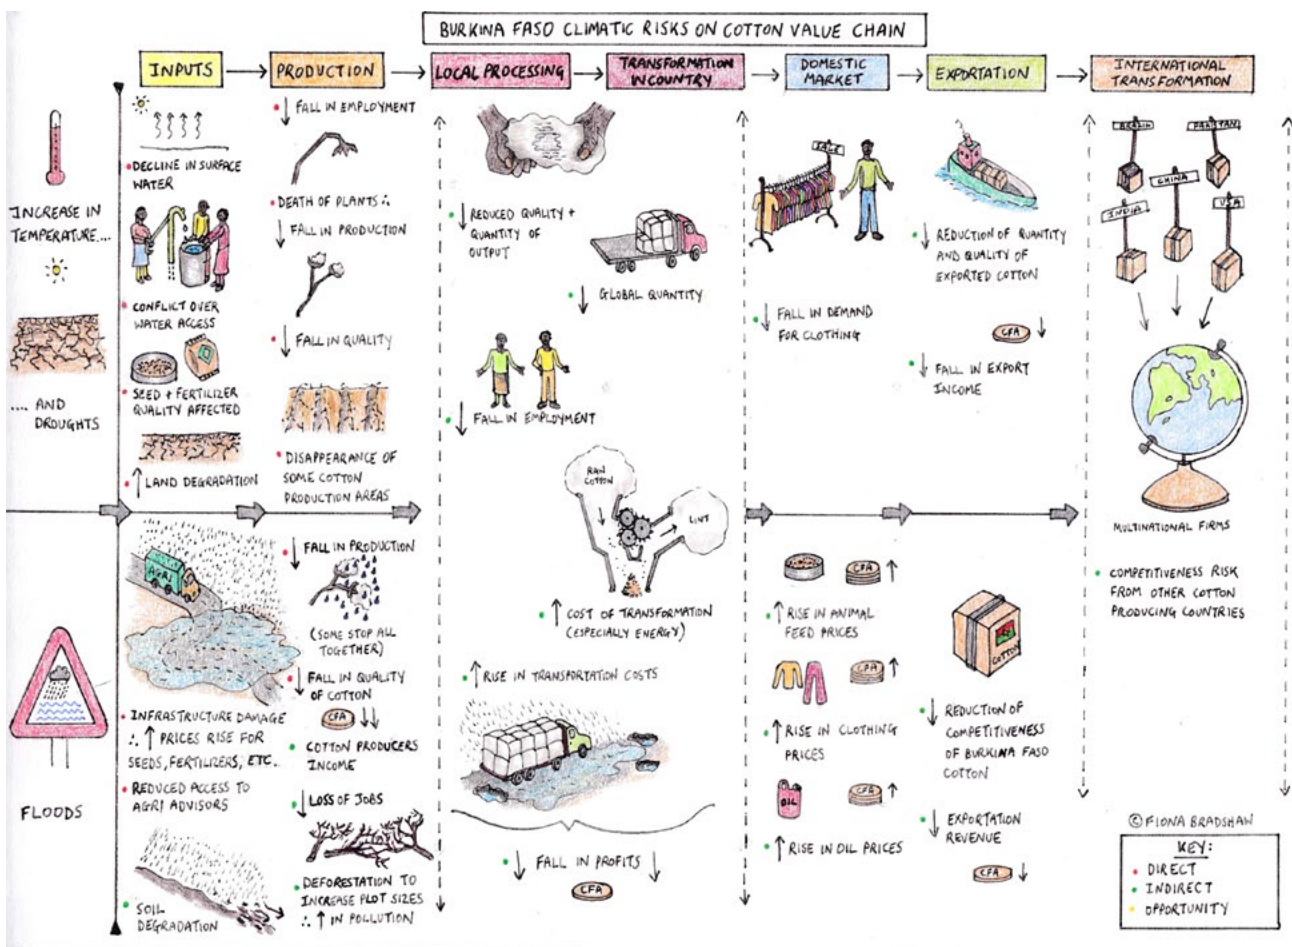 BURKINA FASO CLIMATIC RISKS ON COTTON VALUE CHAIN
INPUTS
PRODUCTION
LOCAL PROCESSING
TRANSFORMATION
IN COUNTRY
DOMESTIC
MARKET
EXPORTATION
INTERNATIONAL
TRANSFORMATION
INCREASE IN
TEMPERATURE...
.... AND
DROUGHTS
DECLINE IN SURFACE
WATER
CONFLICT OVER
WATER ACCESS
SEED + FERTILIZER
QUALITY AFFECTED
↑ LAND DEGRADATION
↓ FALL IN EMPLOYMENT
DEATH OF PLANTS ∴
↓ FALL IN PRODUCTION
↓ FALL IN QUALITY
DISAPPEARANCE OF
SOME COTTON
PRODUCTION AREAS
↓ REDUCED QUALITY +
QUANTITY OF
OUTPUT
↓ GLOBAL QUANTITY
↓ FALL IN EMPLOYMENT
RAW
COTTON
LINT
↑ COST OF TRANSFORMATION
(ESPECIALLY ENERGY)
↑ RISE IN TRANSPORTATION COSTS
↓ FALL IN PROFITS ↓
CFA
SALE
↓ FALL IN DEMAND
FOR CLOTHING
CFA ↑
↑ RISE IN ANIMAL
FEED PRICES
CFA ↑
↑ RISE IN CLOTHING
PRICES
OIL
CFA ↑
↑ RISE IN OIL PRICES
↓ REDUCTION OF QUANTITY
AND QUALITY OF
EXPORTED COTTON
CFA ↓
↓ FALL IN EXPORT
INCOME
COTTON
↓ REDUCTION OF
COMPETITIVENESS
OF BURKINA FASO
COTTON
↓ EXPORTATION
REVENUE
CFA ↓
BRAZIL
PAKISTAN
CHINA
INDIA
USA
MULTINATIONAL FIRMS
COMPETITIVENESS RISK
FROM OTHER COTTON
PRODUCING COUNTRIES
FLOODS
AGRI
INFRASTRUCTURE DAMAGE
∴ ↑ PRICES RISE FOR
SEEDS, FERTILIZERS, ETC..
REDUCED ACCESS TO
AGRI ADVISORS
SOIL
DEGRADATION
↓ FALL IN PRODUCTION
(SOME STOP ALL
TOGETHER)
↓ FALL IN QUALITY
OF COTTON
CFA ↓↓
COTTON PRODUCERS
INCOME
↓ LOSS OF JOBS
DEFORESTATION TO
INCREASE PLOT SIZES
∴ ↑ IN POLLUTION
© FIONA BRADSHAW
KEY:
DIRECT
INDIRECT
OPPORTUNITY